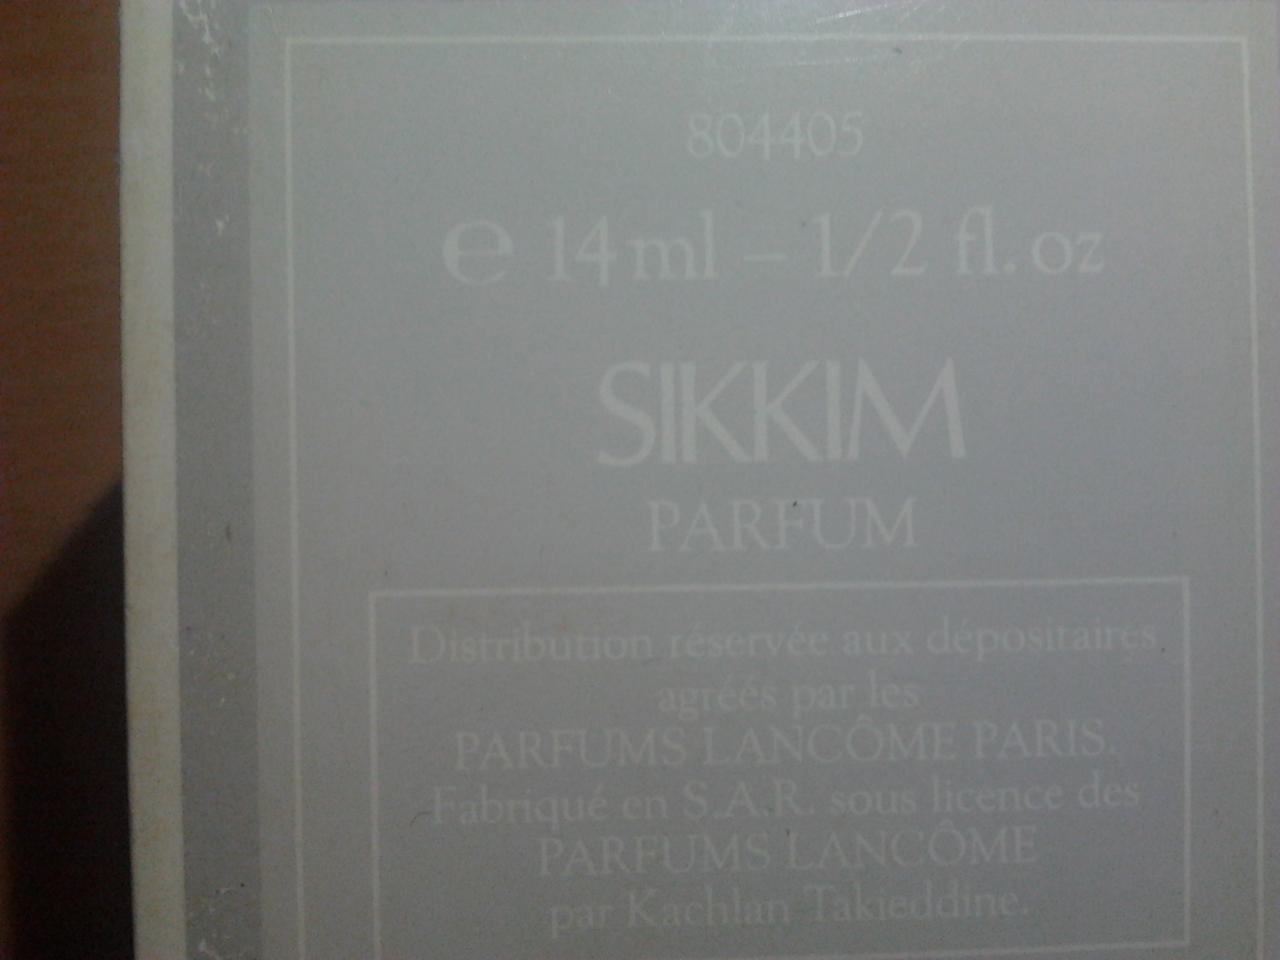 804405
e 14 ml – 1/2 fl. oz
SIKKIM
PARFUM
Distribution réservée aux dépositaires
agréés par les
PARFUMS LANCÔME PARIS.
Fabriqué en S.A.R. sous licence des
PARFUMS LANCÔME
par Kachlan Takieddine.